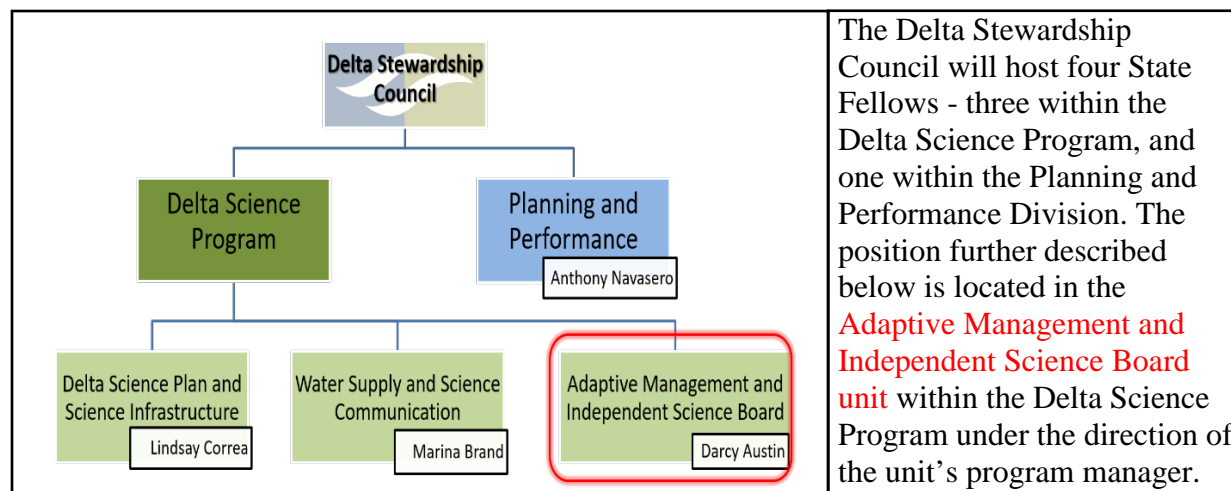 Delta Stewardship
Council
Delta Science
Program
Planning and
Performance
Anthony Navasero
Delta Science Plan and
Science Infrastructure
Lindsay Correa
Water Supply and Science
Communication
Marina Brand
Adaptive Management and
Independent Science Board
Darcy Austin
The Delta Stewardship
Council will host four State
Fellows - three within the
Delta Science Program, and
one within the Planning and
Performance Division. The
position further described
below is located in the
Adaptive Management and
Independent Science Board
unit within the Delta Science
Program under the direction of
the unit’s program manager.